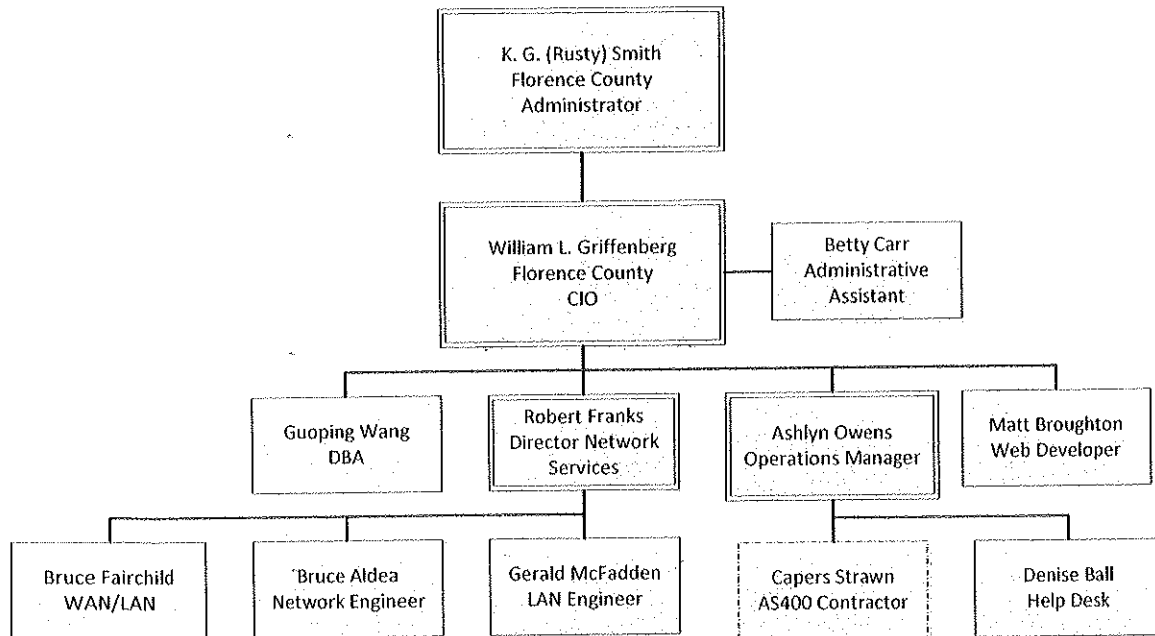 K. G. (Rusty) Smith
Florence County
Administrator
William L. Griffenberg
Florence County
CIO
Betty Carr
Administrative
Assistant
Guoping Wang
DBA
Robert Franks
Director Network
Services
Ashlyn Owens
Operations Manager
Matt Broughton
Web Developer
Bruce Fairchild
WAN/LAN
Bruce Aldea
Network Engineer
Gerald McFadden
LAN Engineer
Capers Strawn
AS400 Contractor
Denise Ball
Help Desk